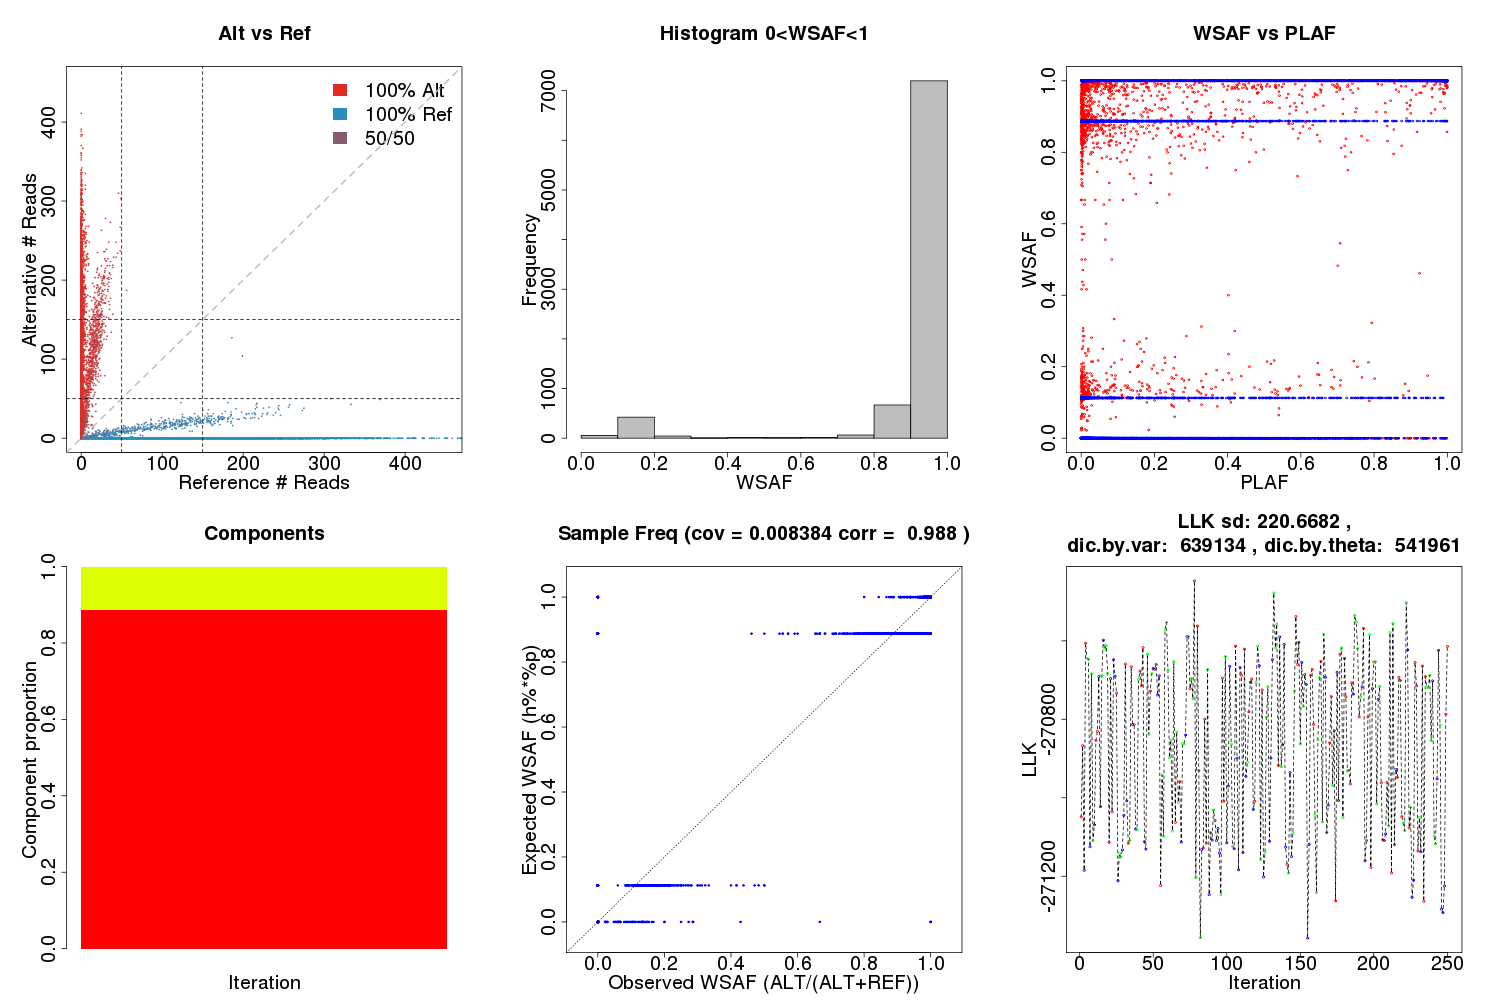 Alt vs Ref
100% Alt
100% Ref
50/50
Alternative # Reads
0 100 200 300 400
0 100 200 300 400
Reference # Reads
Histogram 0<WSAF<1
Frequency
0 1000 3000 5000 7000
0.0 0.2 0.4 0.6 0.8 1.0
WSAF
WSAF vs PLAF
WSAF
0.0 0.2 0.4 0.6 0.8 1.0
0.0 0.2 0.4 0.6 0.8 1.0
PLAF
Components
Component proportion
0.0 0.2 0.4 0.6 0.8 1.0
Iteration
Sample Freq (cov = 0.008384 corr = 0.988 )
Expected WSAF (h%*%p)
0.0 0.2 0.4 0.6 0.8 1.0
0.0 0.2 0.4 0.6 0.8 1.0
Observed WSAF (ALT/(ALT+REF))
LLK sd: 220.6682 ,
dic.by.var: 639134 , dic.by.theta: 541961
LLK
-271200 -270800
0 50 100 150 200 250
Iteration